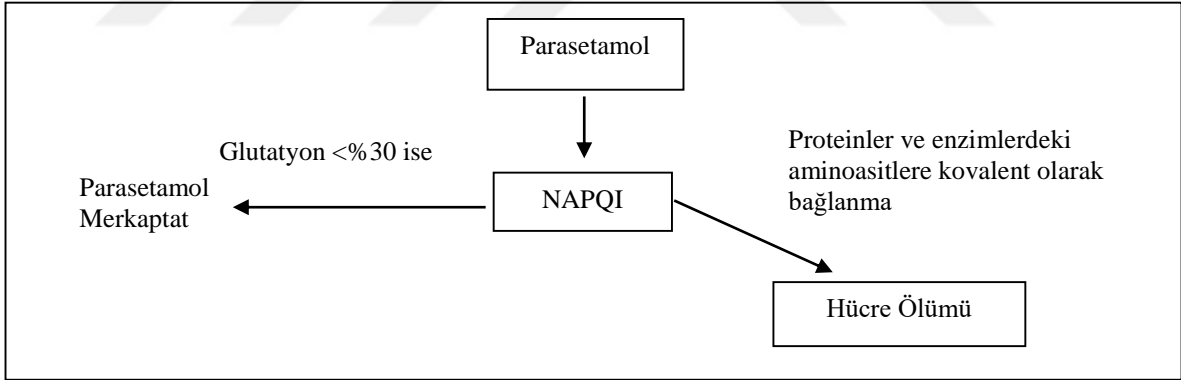 Parasetamol
Glutatyon <%30 ise
Parasetamol
Merkaptat
NAPQI
Proteinler ve enzimlerdeki
aminoasitlere kovalent olarak
bağlanma
Hücre Ölümü